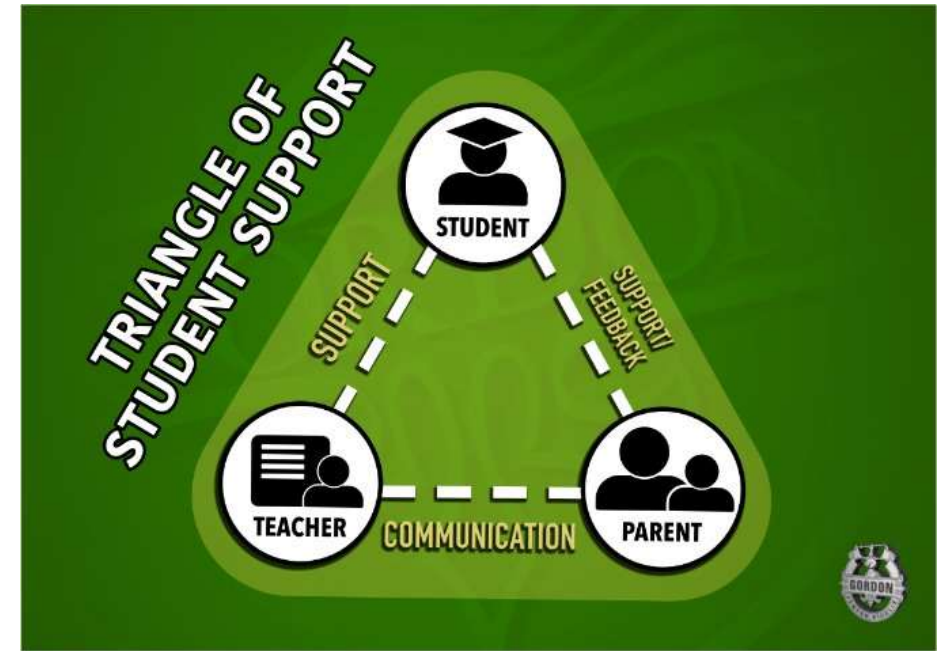 TRIANGLE OF
STUDENT SUPPORT
STUDENT
SUPPORT
SUPPORT/
FEEDBACK
TEACHER
COMMUNICATION
PARENT
GORDON